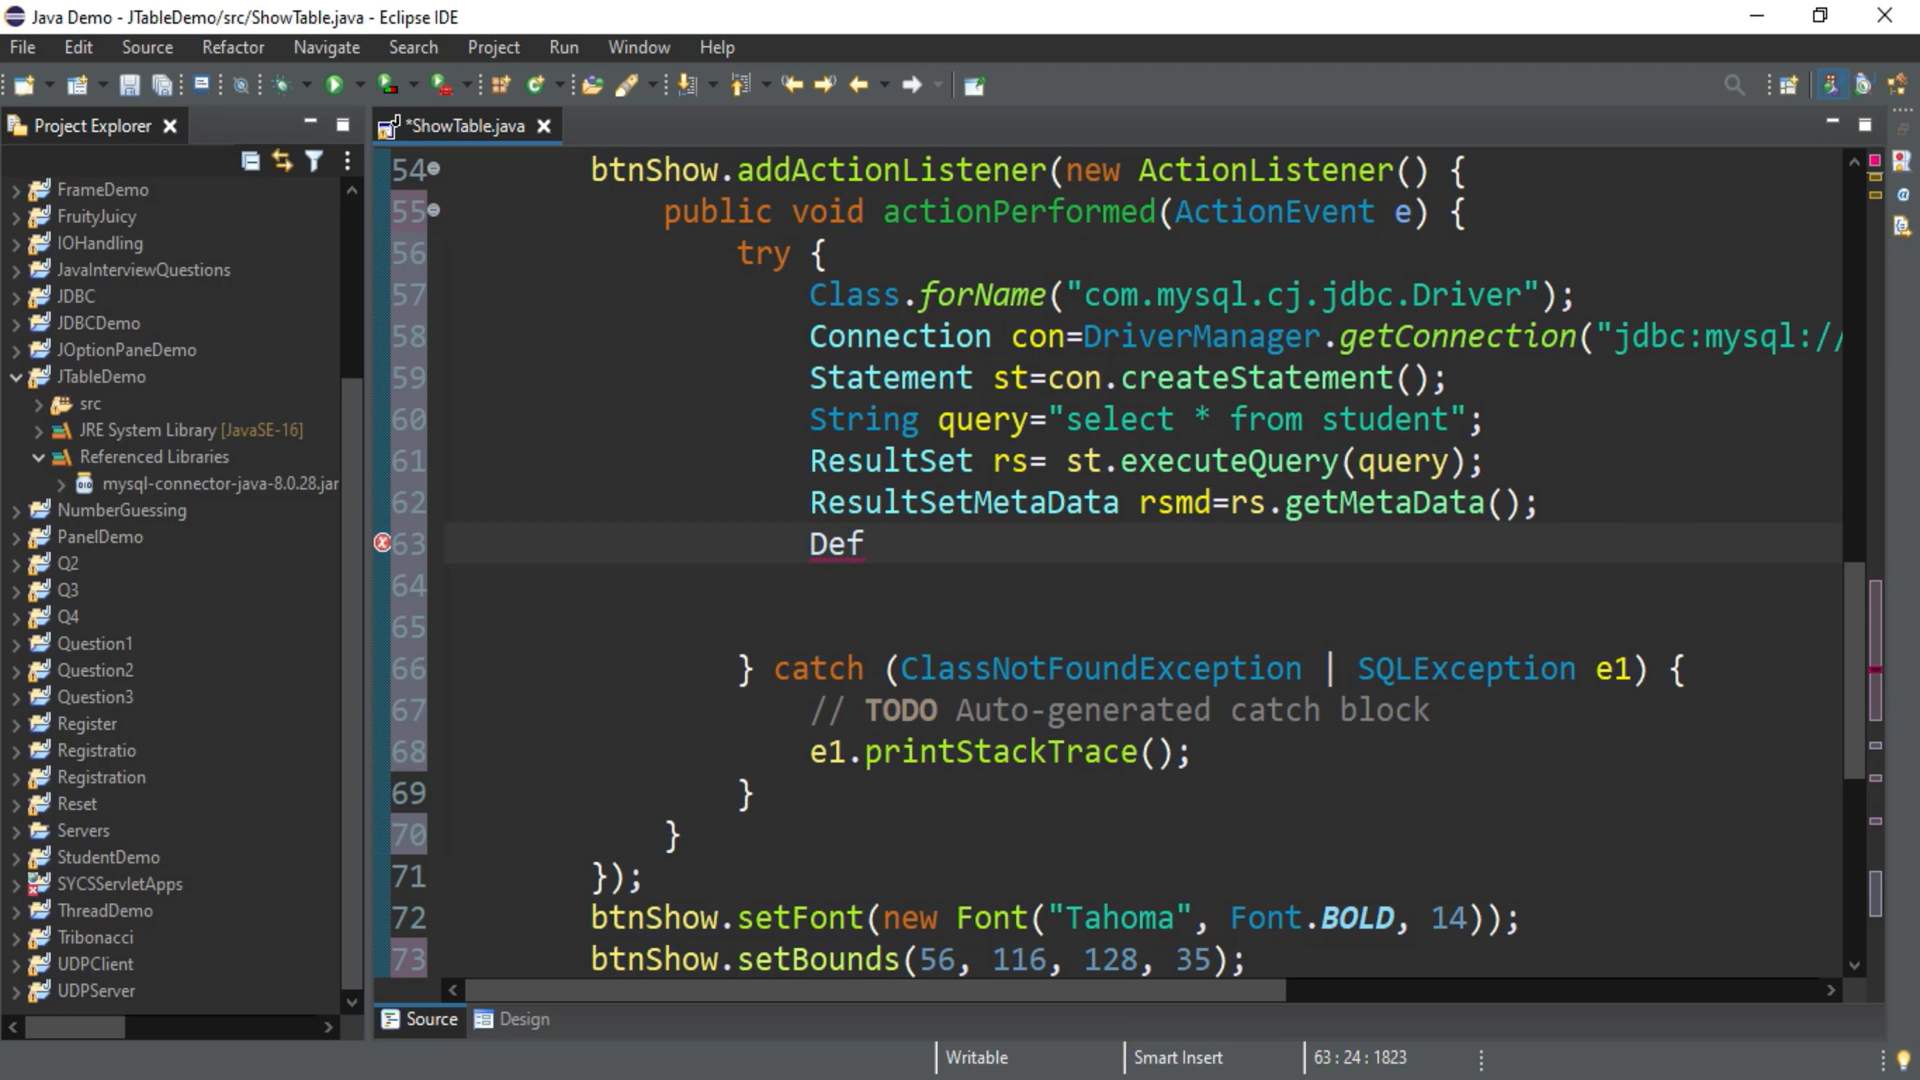 Java Demo - JTableDemo/src/ShowTable.java - Eclipse IDE
File Edit Source Refactor Navigate Search Project Run Window Help
Project Explorer
*ShowTable.java
FrameDemo
FruityJuicy
IOHandling
JavaInterviewQuestions
JDBC
JDBCDemo
JOptionPaneDemo
JTableDemo
src
JRE System Library [JavaSE-16]
Referenced Libraries
mysql-connector-java-8.0.28.jar
NumberGuessing
PanelDemo
Q2
Q3
Q4
Question1
Question2
Question3
Register
Registratio
Registration
Reset
Servers
StudentDemo
SYCSServletApps
ThreadDemo
Tribonacci
UDPClient
UDPServer
54 btnShow.addActionListener(new ActionListener() {
55 public void actionPerformed(ActionEvent e) {
56 try {
57 Class.forName("com.mysql.cj.jdbc.Driver");
58 Connection con=DriverManager.getConnection("jdbc:mysql://
59 Statement st=con.createStatement();
60 String query="select * from student";
61 ResultSet rs= st.executeQuery(query);
62 ResultSetMetaData rsmd=rs.getMetaData();
63 Def
64
65
66 } catch (ClassNotFoundException | SQLException e1) {
67 // TODO Auto-generated catch block
68 e1.printStackTrace();
69 }
70 }
71 });
72 btnShow.setFont(new Font("Tahoma", Font.BOLD, 14));
73 btnShow.setBounds(56, 116, 128, 35);
Source Design
Writable Smart Insert 63 : 24 : 1823